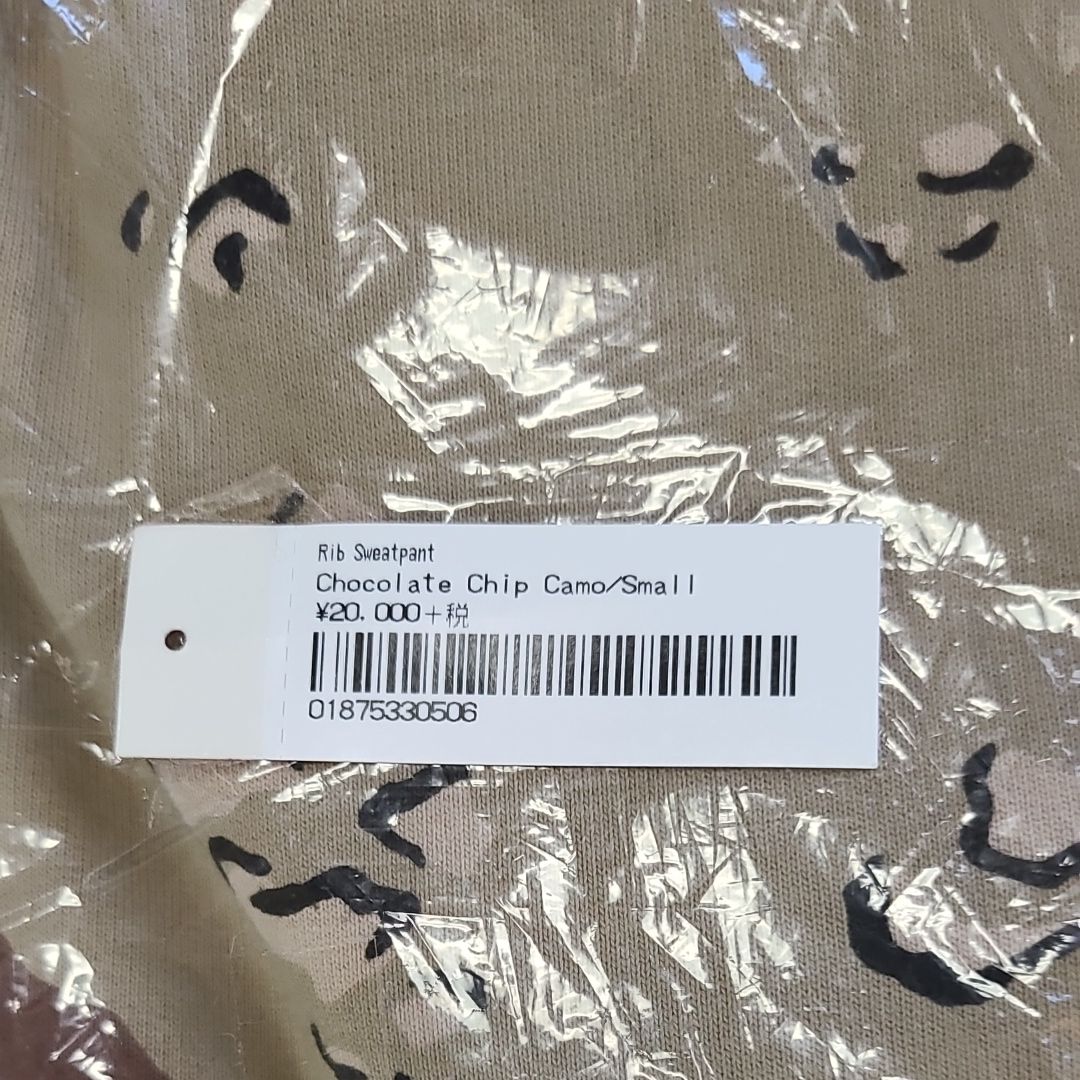 Rib Sweatpant
Chocolate Chip Camo/Small
¥20,000+税
01875330506